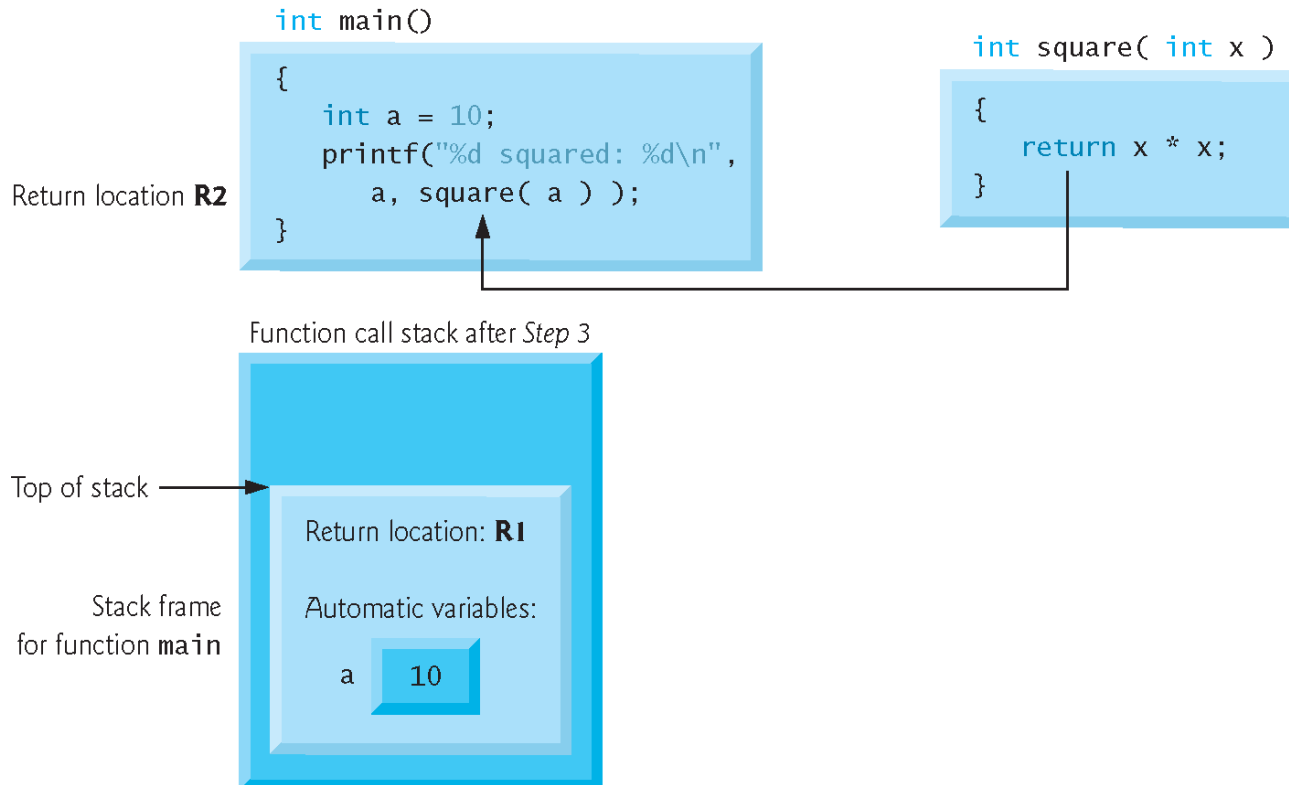 int main()
{
int a = 10;
printf("%d squared: %d\n",
a, square( a ) );
}
Return location R2
int square( int x )
{
return x * x;
}
Function call stack after Step 3
Top of stack
Return location: R1
Stack frame
for function main
Automatic variables:
a 10